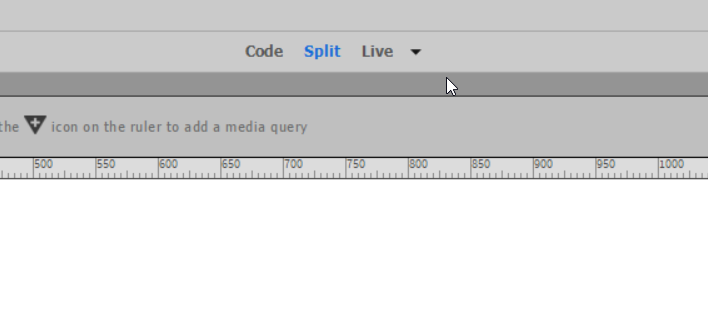 Code Split Live
the icon on the ruler to add a media query
500 550 600 650 700 750 800 850 900 950 1000